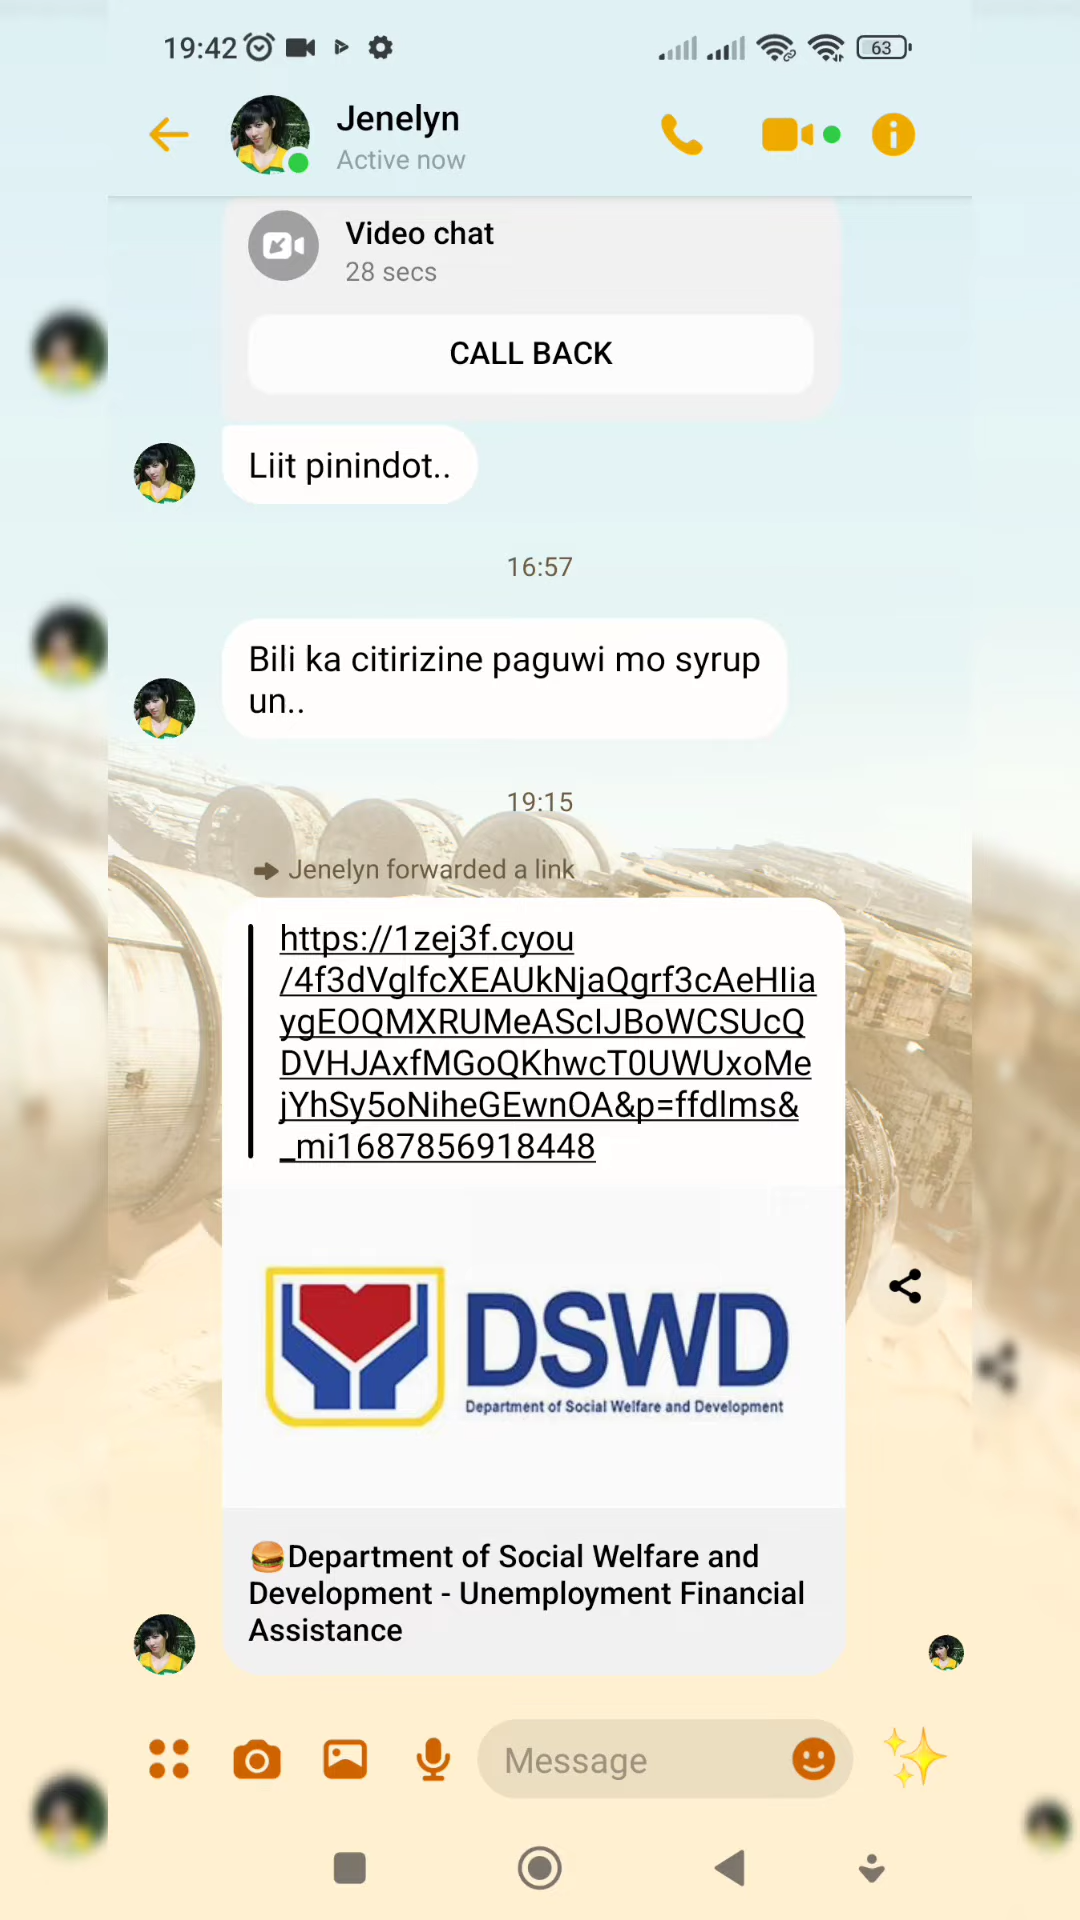 19:42
63
Jenelyn
Active now
Video chat
28 secs
CALL BACK
Liit pinindot..
16:57
Bili ka citirizine paguwi mo syrup
un..
19:15
Jenelyn forwarded a link
https://1zej3f.cyou
/4f3dVglfcXEAUkNjaQgrf3cAeHIia
ygEOQMXRUMeAScIJBoWCSUcQ
DVHJAxfMGoQKhwcT0UWUxoMe
jYhSy5oNiheGEwnOA&p=ffdlms&
_mi1687856918448
DSWD
Department of Social Welfare and Development
🍔Department of Social Welfare and
Development - Unemployment Financial
Assistance
Message